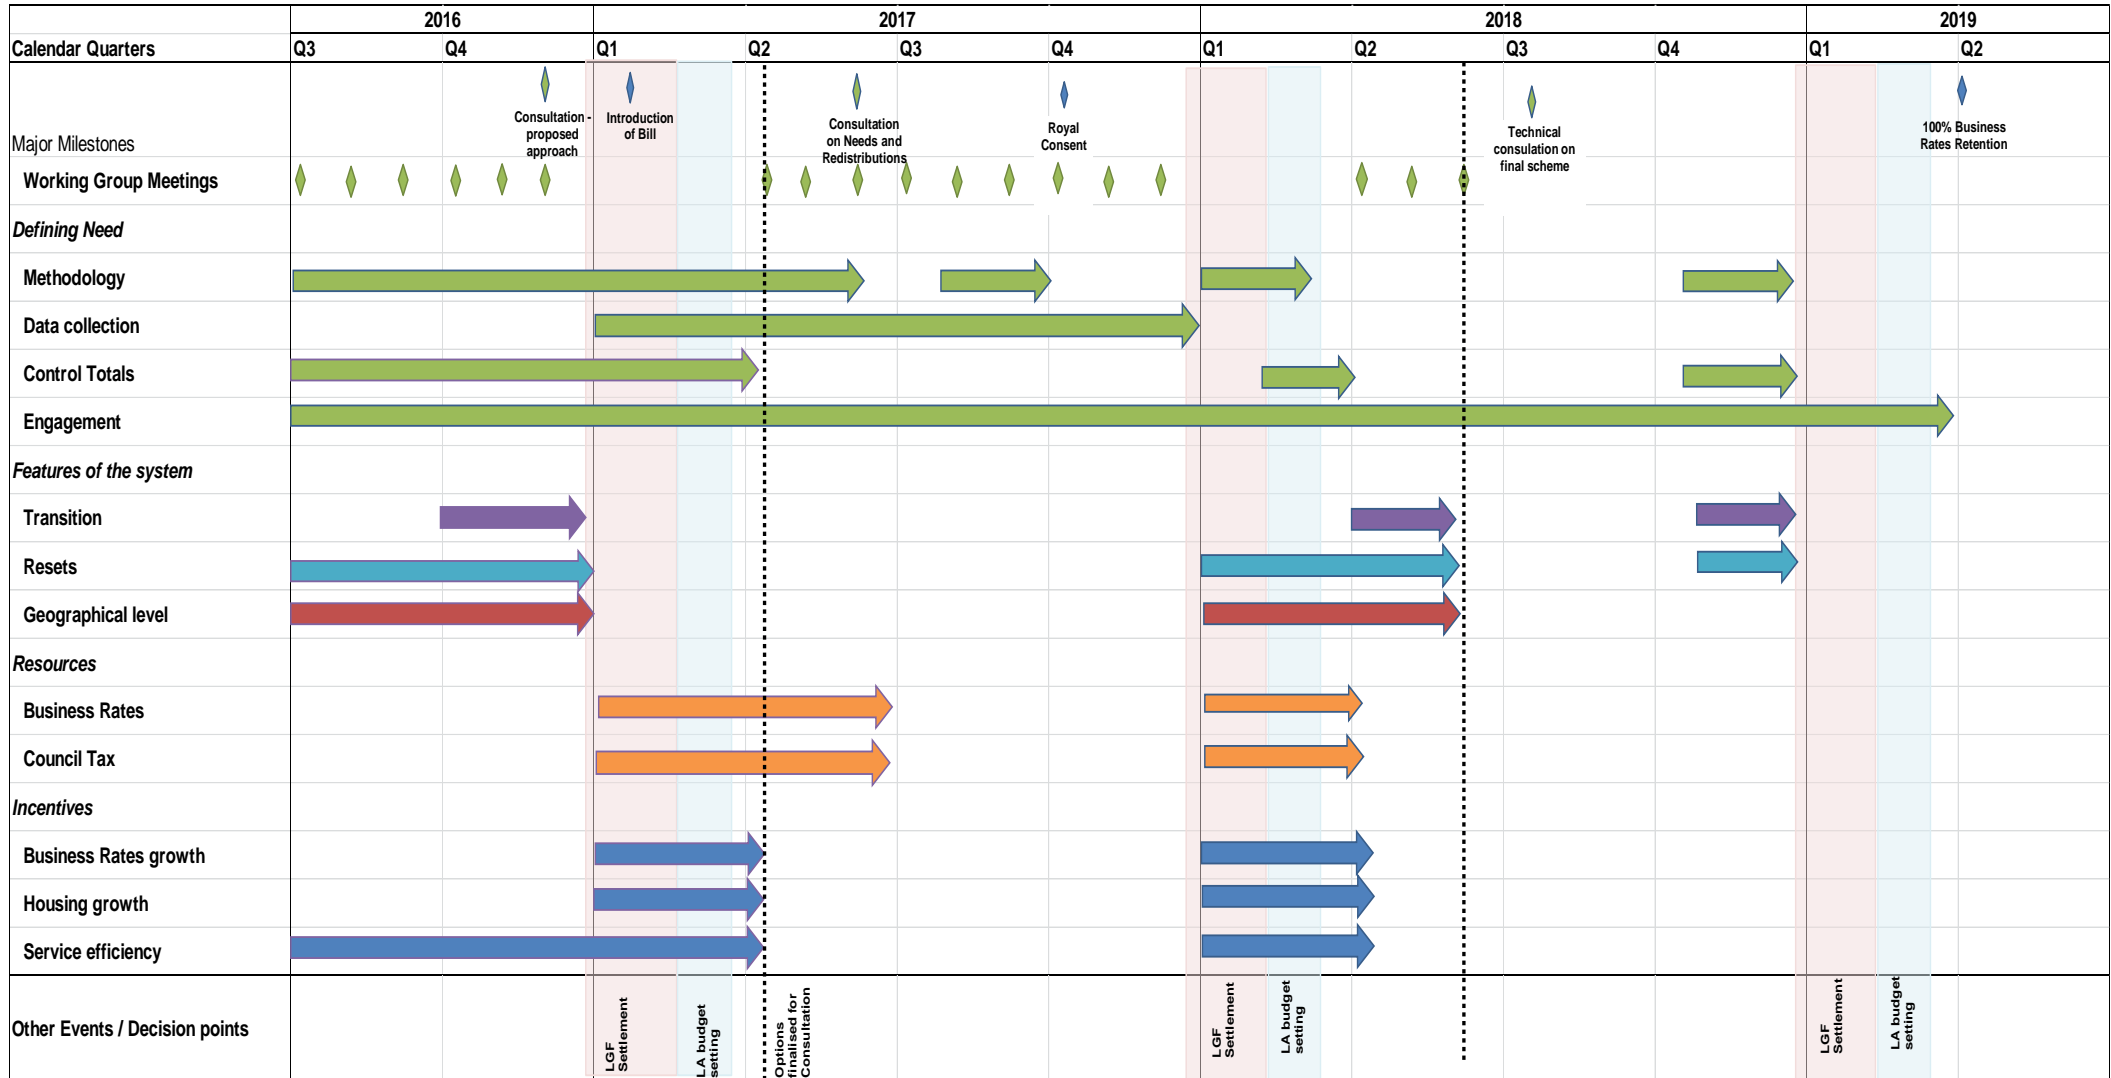 2016 2017 2018 2019
Calendar Quarters Q3 Q4 Q1 Q2 Q3 Q4 Q1 Q2 Q3 Q4 Q1 Q2
Major Milestones
Consultation -
proposed
approach
Introduction
of Bill
Consultation
on Needs and
Redistributions
Royal
Consent
Technical
consulation on
final scheme
100% Business
Rates Retention
Working Group Meetings
Defining Need
Methodology
Data collection
Control Totals
Engagement
Features of the system
Transition
Resets
Geographical level
Resources
Business Rates
Council Tax
Incentives
Business Rates growth
Housing growth
Service efficiency
Other Events / Decision points
LGF
Settlement
LA budget
setting
Options
finalised for
Consultation
LGF
Settlement
LA budget
setting
LGF
Settlement
LA budget
setting